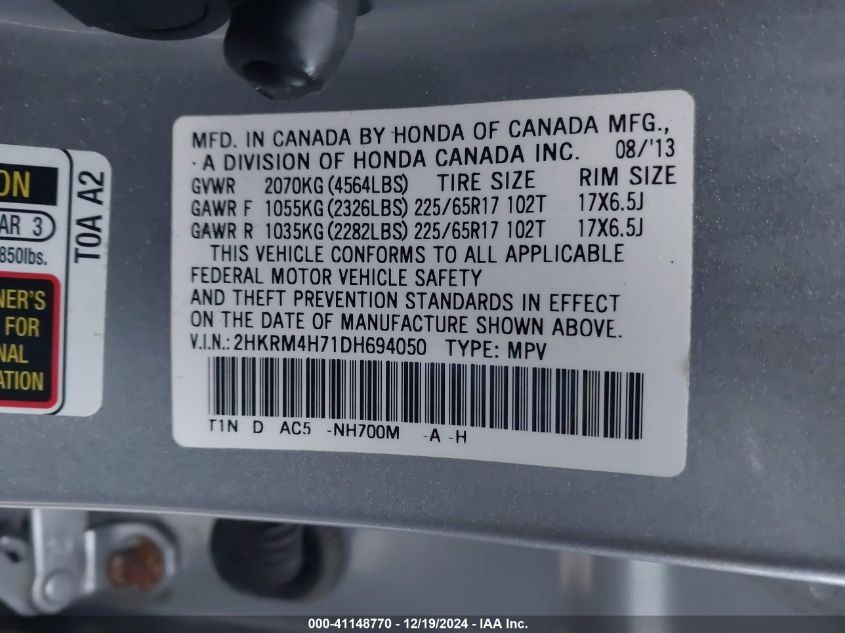 ON
AR 3
850lbs.
NER'S
FOR
NAL
ATION
T0A A2
MFD. IN CANADA BY HONDA OF CANADA MFG.,
A DIVISION OF HONDA CANADA INC. 08/'13
GVWR 2070KG (4564LBS) TIRE SIZE RIM SIZE
GAWR F 1055KG (2326LBS) 225/65R17 102T 17X6.5J
GAWR R 1035KG (2282LBS) 225/65R17 102T 17X6.5J
THIS VEHICLE CONFORMS TO ALL APPLICABLE
FEDERAL MOTOR VEHICLE SAFETY
AND THEFT PREVENTION STANDARDS IN EFFECT
ON THE DATE OF MANUFACTURE SHOWN ABOVE.
V.I.N.: 2HKRM4H71DH694050 TYPE: MPV
T1N D AC5 -NH700M -A -H
000-41148770 - 12/19/2024 - IAA Inc.